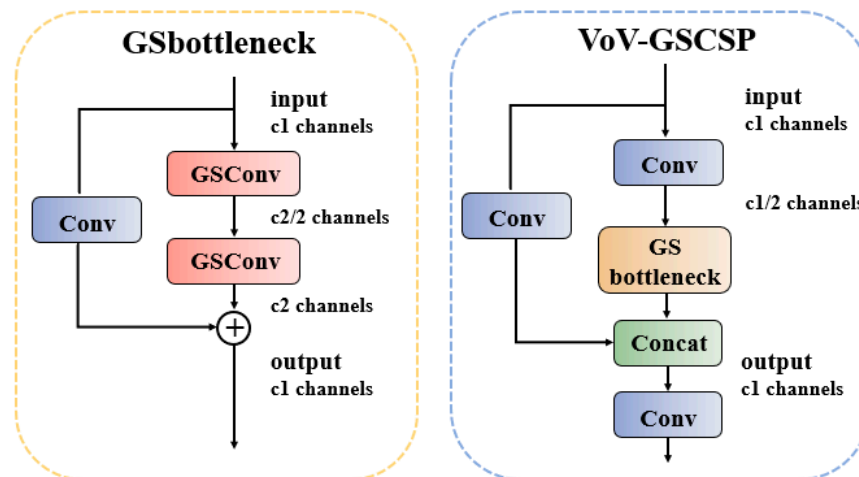 GSbottleneck
input
c1 channels
GSConv
Conv
c2/2 channels
GSConv
c2 channels
output
c1 channels
VoV-GSCSP
input
c1 channels
Conv
c1/2 channels
Conv
GS
bottleneck
Concat
output
c1 channels
Conv